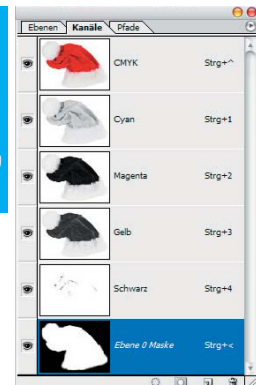 Ebenen Kanäle Pfade
CMYK Strg+^
Cyan Strg+1
Magenta Strg+2
Gelb Strg+3
Schwarz Strg+4
Ebene 0 Maske Strg+<